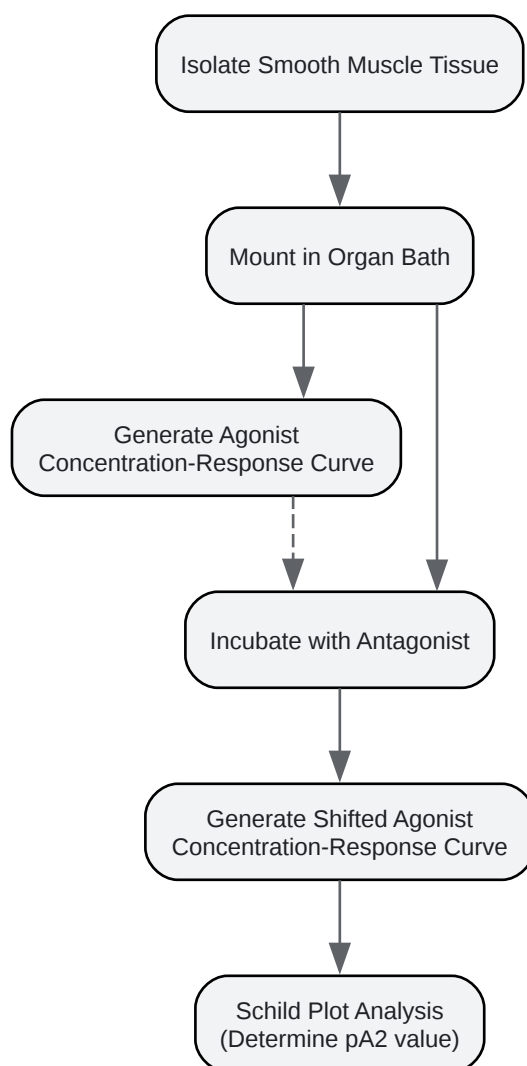 Isolate Smooth Muscle Tissue
Mount in Organ Bath
Generate Agonist
Concentration-Response Curve
Incubate with Antagonist
Generate Shifted Agonist
Concentration-Response Curve
Schild Plot Analysis
(Determine pA2 value)